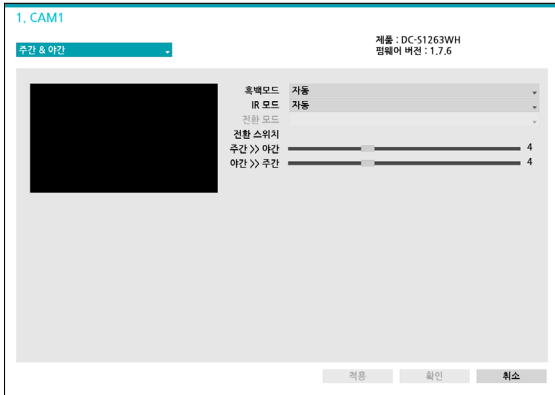 1. CAM1
주간 & 야간
제품 : DC-S1263WH
펌웨어 버전 : 1.7.6
흑백모드 자동
IR 모드 자동
전환 모드
전환 스위치
주간 >> 야간 4
야간 >> 주간 4
적용 확인 취소